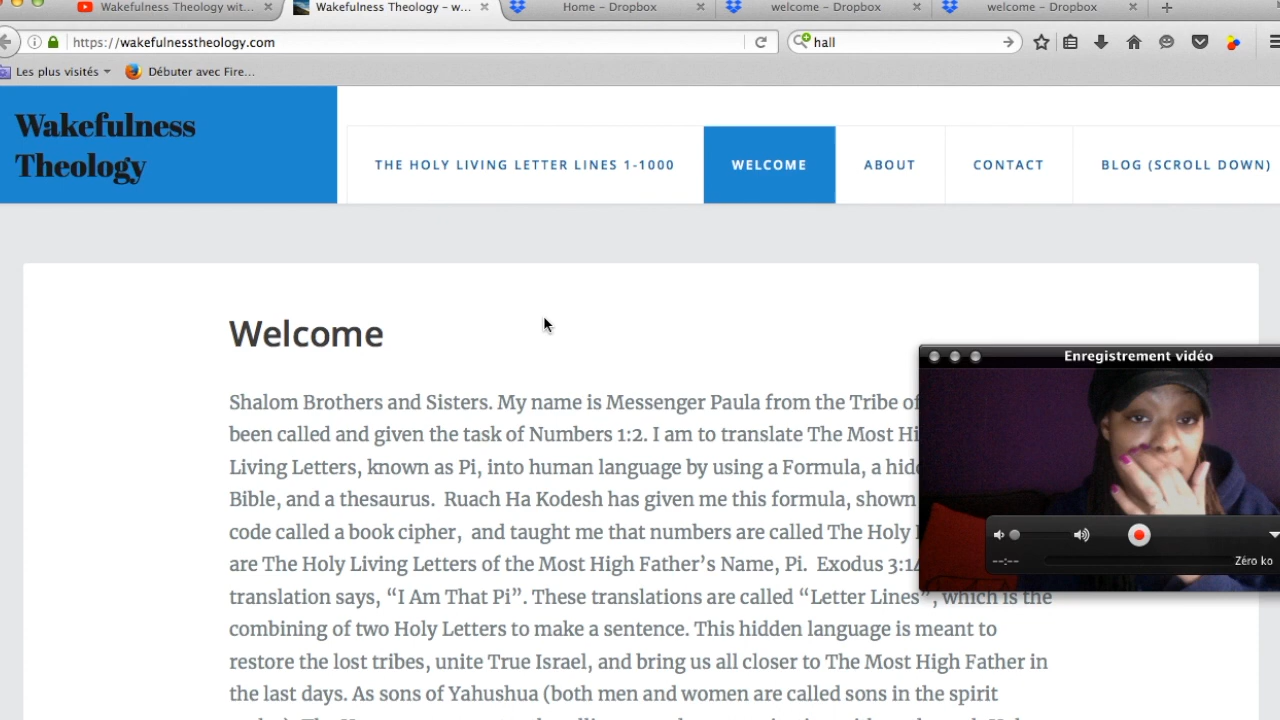 Wakefulness Theology wit...
Wakefulness Theology – w...
Home – Dropbox
welcome – Dropbox
welcome – Dropbox
https://wakefulnesstheology.com
hall
Les plus visités
Débuter avec Fire...
Wakefulness
Theology
THE HOLY LIVING LETTER LINES 1-1000
WELCOME
ABOUT
CONTACT
BLOG (SCROLL DOWN)
Welcome
Enregistrement vidéo
Shalom Brothers and Sisters. My name is Messenger Paula from the Tribe of
been called and given the task of Numbers 1:2. I am to translate The Most Hi
Living Letters, known as Pi, into human language by using a Formula, a hid
Bible, and a thesaurus. Ruach Ha Kodesh has given me this formula, shown
code called a book cipher, and taught me that numbers are called The Holy
are The Holy Living Letters of the Most High Father’s Name, Pi. Exodus 3:14
--:--
Zéro ko
translation says, “I Am That Pi”. These translations are called “Letter Lines”, which is the
combining of two Holy Letters to make a sentence. This hidden language is meant to
restore the lost tribes, unite True Israel, and bring us all closer to The Most High Father in
the last days. As sons of Yahushua (both men and women are called sons in the spirit